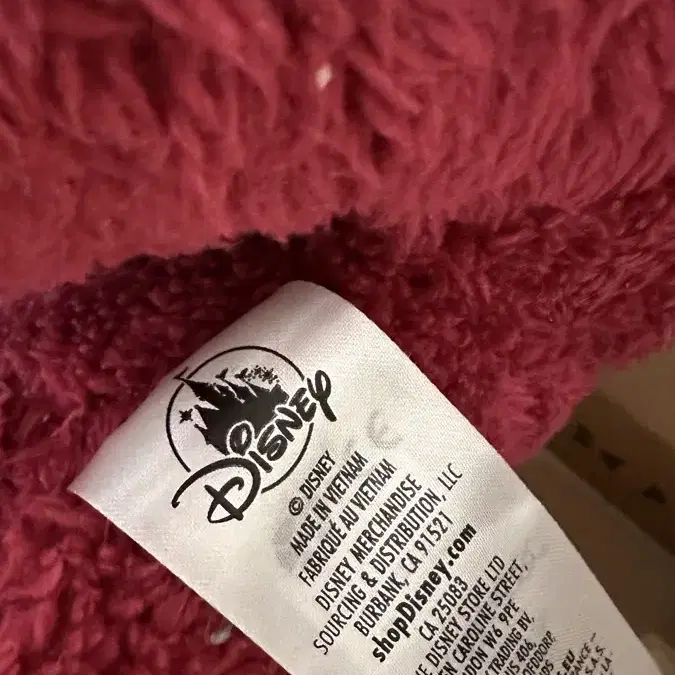 Disney
© DISNEY
MADE IN VIETNAM
FABRIQUÉ AU VIETNAM
DISNEY MERCHANDISE
SOURCING & DISTRIBUTION, LLC
BURBANK, CA 91521
shopDisney.com
CA 25083
DISNEY STORE LTD
CAROLINE STREET,
W6 9PE
406,
TRADING BV,